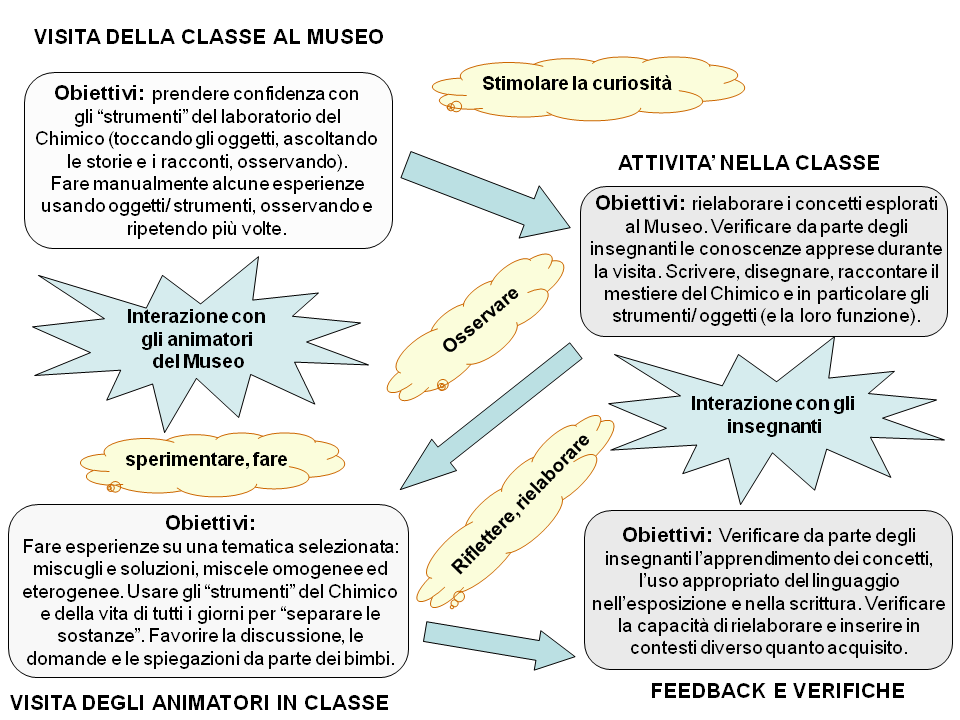 VISITA DELLA CLASSE AL MUSEO
Obiettivi: prendere confidenza con
gli “strumenti” del laboratorio del
Chimico (toccando gli oggetti, ascoltando
le storie e i racconti, osservando).
Fare manualmente alcune esperienze
usando oggetti/ strumenti, osservando e
ripetendo più volte.
Stimolare la curiosità
ATTIVITA’ NELLA CLASSE
Obiettivi: rielaborare i concetti esplorati
al Museo. Verificare da parte degli
insegnanti le conoscenze apprese durante
la visita. Scrivere, disegnare, raccontare il
mestiere del Chimico e in particolare gli
strumenti/ oggetti (e la loro funzione).
Interazione con
gli animatori
del Museo
Osservare
Interazione con gli
insegnanti
sperimentare, fare
Riflettere, rielaborare
Obiettivi:
Fare esperienze su una tematica selezionata:
miscugli e soluzioni, miscele omogenee ed
eterogenee. Usare gli “strumenti” del Chimico
e della vita di tutti i giorni per “separare le
sostanze”. Favorire la discussione, le
domande e le spiegazioni da parte dei bimbi.
VISITA DEGLI ANIMATORI IN CLASSE
Obiettivi: Verificare da parte degli
insegnanti l’apprendimento dei concetti,
l’uso appropriato del linguaggio
nell’esposizione e nella scrittura. Verificare
la capacità di rielaborare e inserire in
contesti diverso quanto acquisito.
FEEDBACK E VERIFICHE